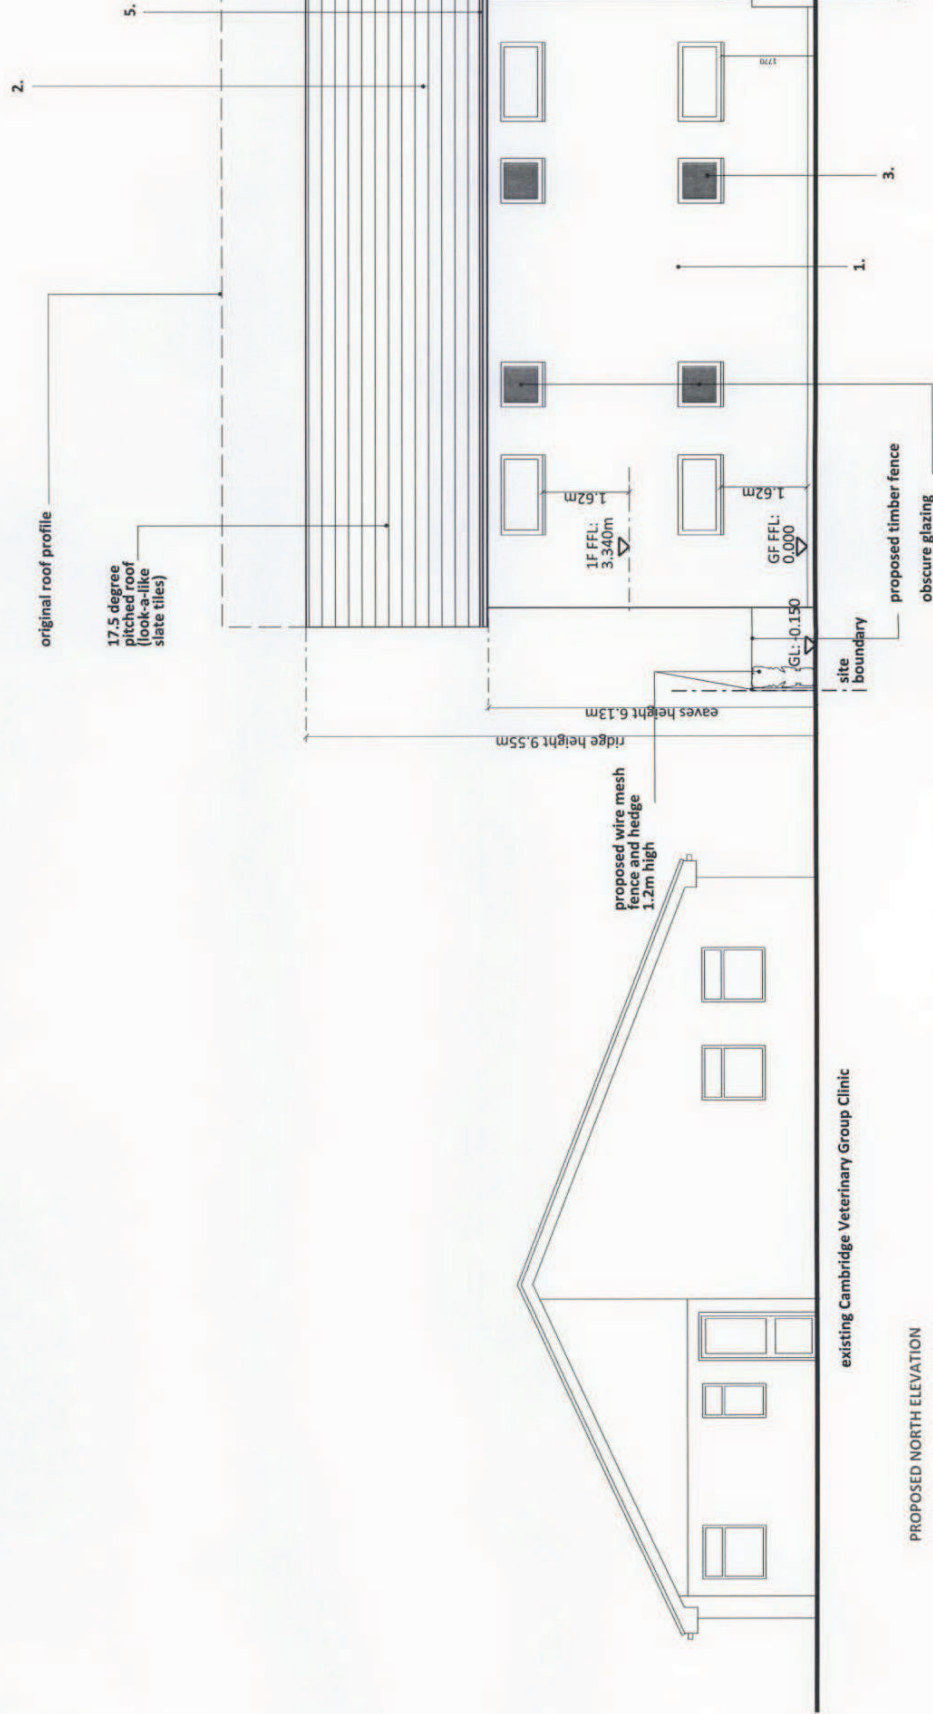 original roof profile
17.5 degree
pitched roof
(look-a-like
slate tiles)
2.
5.
ridge height 9.55m
eaves height 6.13m
proposed wire mesh
fence and hedge
1.2m high
1F FFL:
3.340m
1.62m
GF FFL:
0.000
1.62m
1770
GL: -0.150
site
boundary
1.
3.
proposed timber fence
obscure glazing
existing Cambridge Veterinary Group Clinic
PROPOSED NORTH ELEVATION